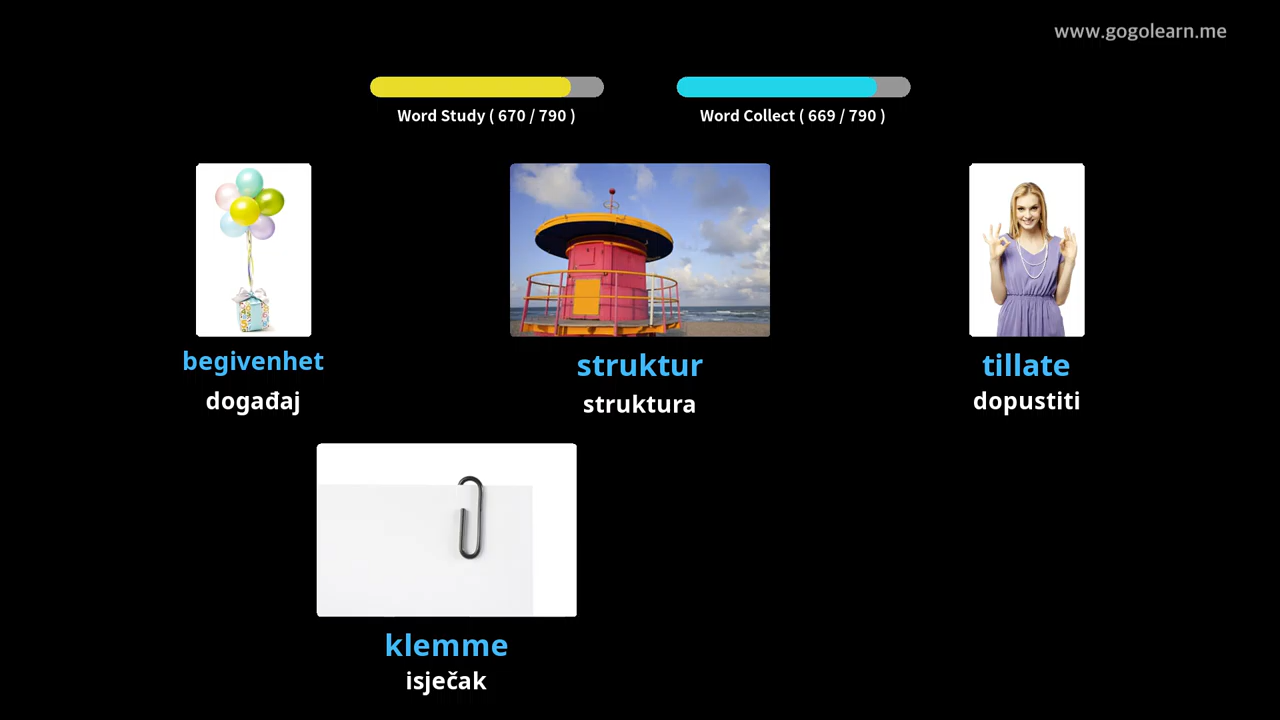 www.gogolearn.me
Word Study ( 670 / 790 )
Word Collect ( 669 / 790 )
begivenhet
događaj
struktur
struktura
tillate
dopustiti
klemme
isječak